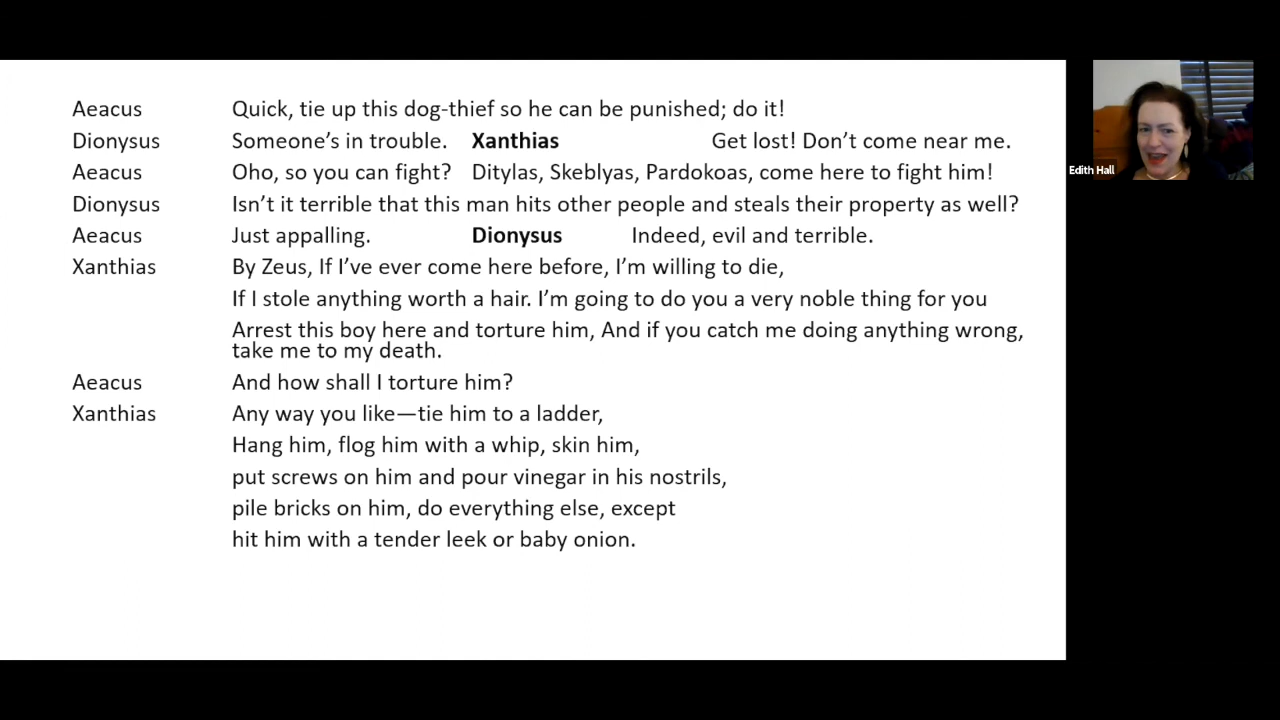 Aeacus Quick, tie up this dog-thief so he can be punished; do it!
Dionysus Someone’s in trouble. Xanthias Get lost! Don’t come near me.
Aeacus Oho, so you can fight? Ditylas, Skeblyas, Pardokoas, come here to fight him!
Dionysus Isn’t it terrible that this man hits other people and steals their property as well?
Aeacus Just appalling. Dionysus Indeed, evil and terrible.
Xanthias By Zeus, If I’ve ever come here before, I’m willing to die,
If I stole anything worth a hair. I’m going to do you a very noble thing for you
Arrest this boy here and torture him, And if you catch me doing anything wrong,
take me to my death.
Aeacus And how shall I torture him?
Xanthias Any way you like—tie him to a ladder,
Hang him, flog him with a whip, skin him,
put screws on him and pour vinegar in his nostrils,
pile bricks on him, do everything else, except
hit him with a tender leek or baby onion.
Edith Hall